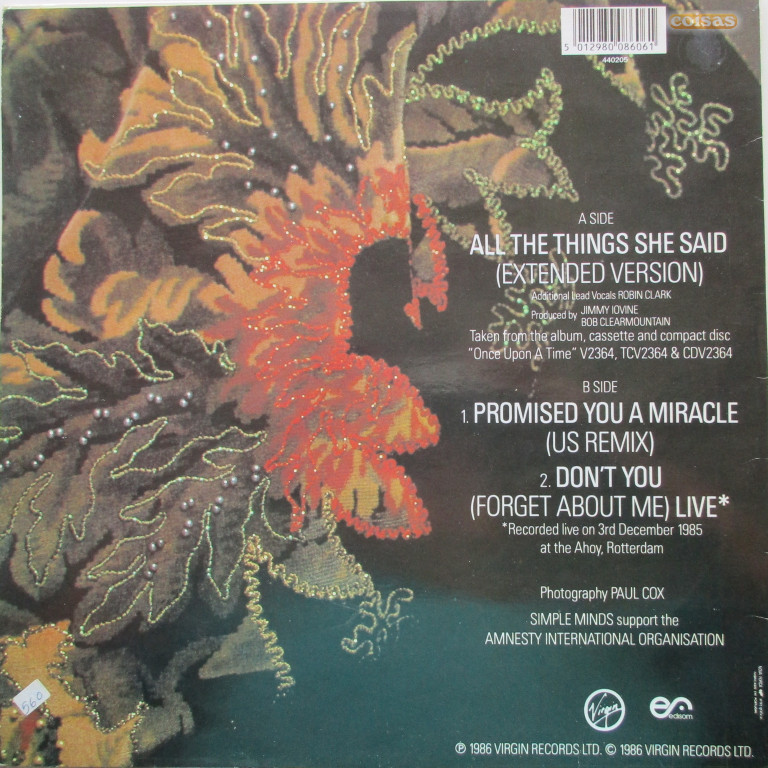 coisas
5 012980 086061
440205
A SIDE
ALL THE THINGS SHE SAID
(EXTENDED VERSION)
Additional Lead Vocals ROBIN CLARK
Produced by JIMMY IOVINE
BOB CLEARMOUNTAIN
Taken from the album, cassette and compact disc
“Once Upon A Time” V2364, TCV2364 & CDV2364
B SIDE
1. PROMISED YOU A MIRACLE
(US REMIX)
2. DON'T YOU
(FORGET ABOUT ME) LIVE*
*Recorded live on 3rd December 1985
at the Ahoy, Rotterdam
Photography PAUL COX
SIMPLE MINDS support the
AMNESTY INTERNATIONAL ORGANISATION
560
Virgin
edisom
℗ 1986 VIRGIN RECORDS LTD. © 1986 VIRGIN RECORDS LTD.